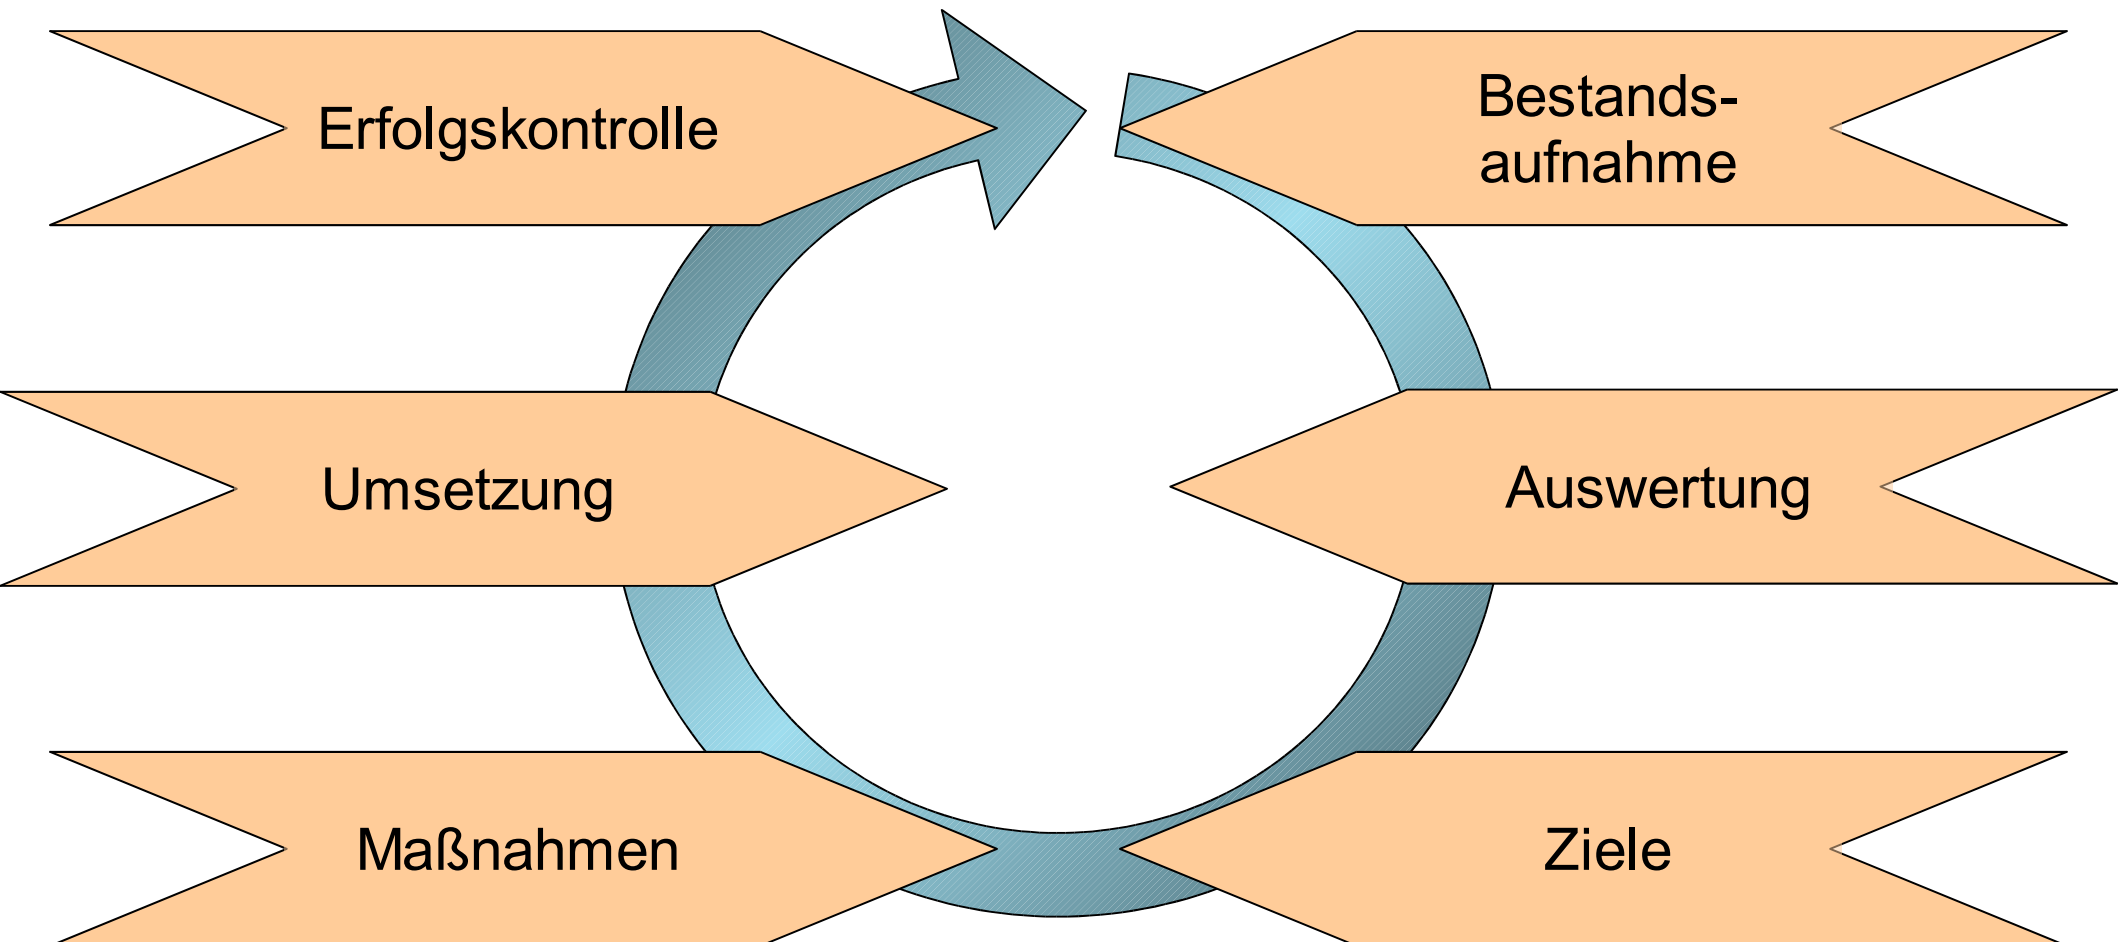 Erfolgskontrolle
Bestands-
aufnahme
Umsetzung
Auswertung
Maßnahmen
Ziele